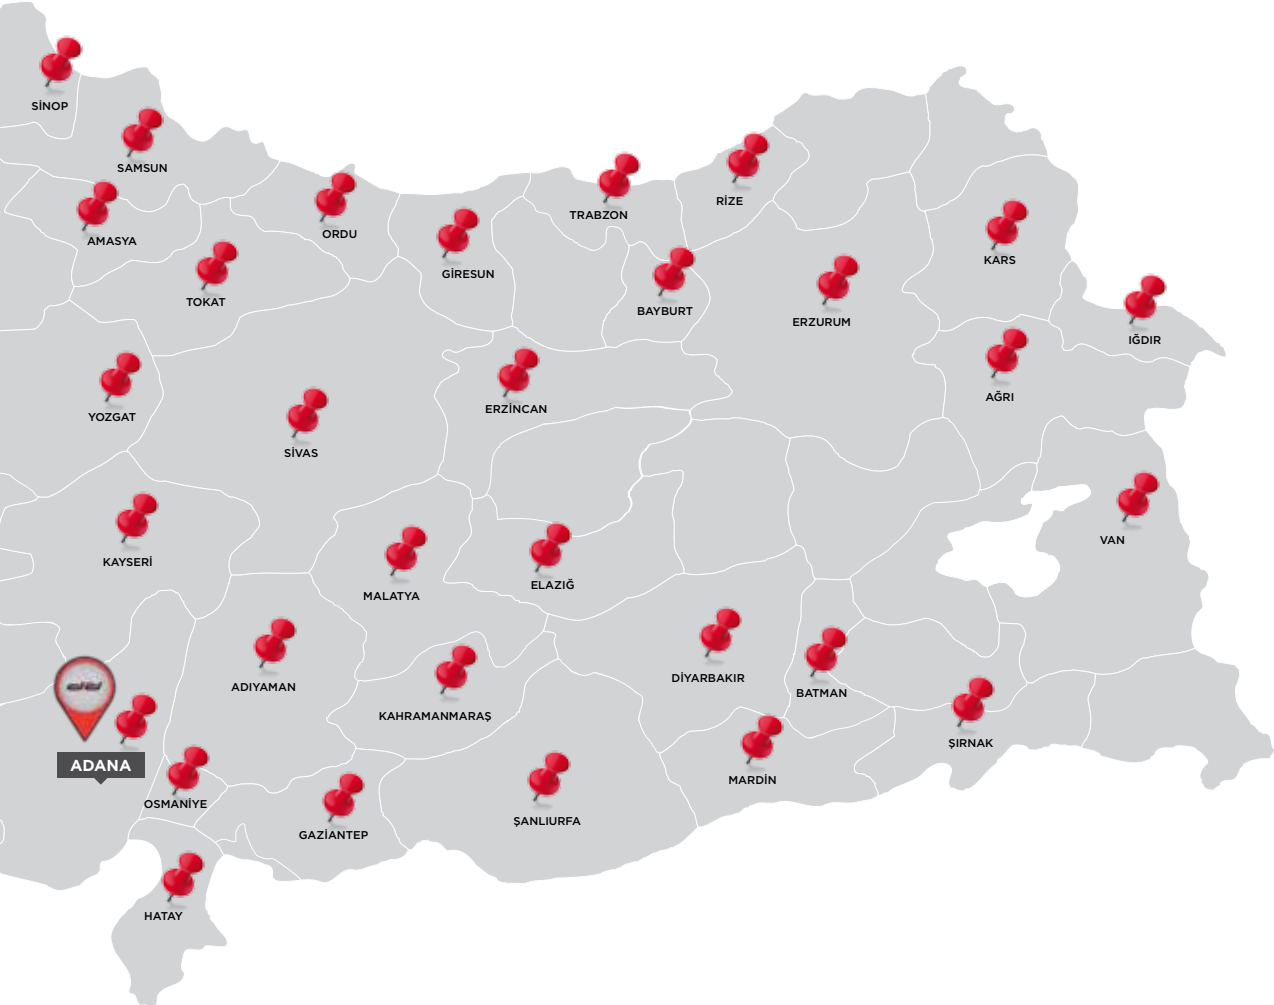 SİNOP
SAMSUN
AMASYA
TOKAT
ORDU
GİRESUN
TRABZON
RİZE
BAYBURT
ERZURUM
KARS
IĞDIR
AĞRI
YOZGAT
SİVAS
ERZİNCAN
KAYSERİ
MALATYA
ELAZIĞ
VAN
ADIYAMAN
KAHRAMANMARAŞ
DİYARBAKIR
BATMAN
ŞIRNAK
ADANA
OSMANİYE
GAZİANTEP
ŞANLIURFA
MARDİN
HATAY